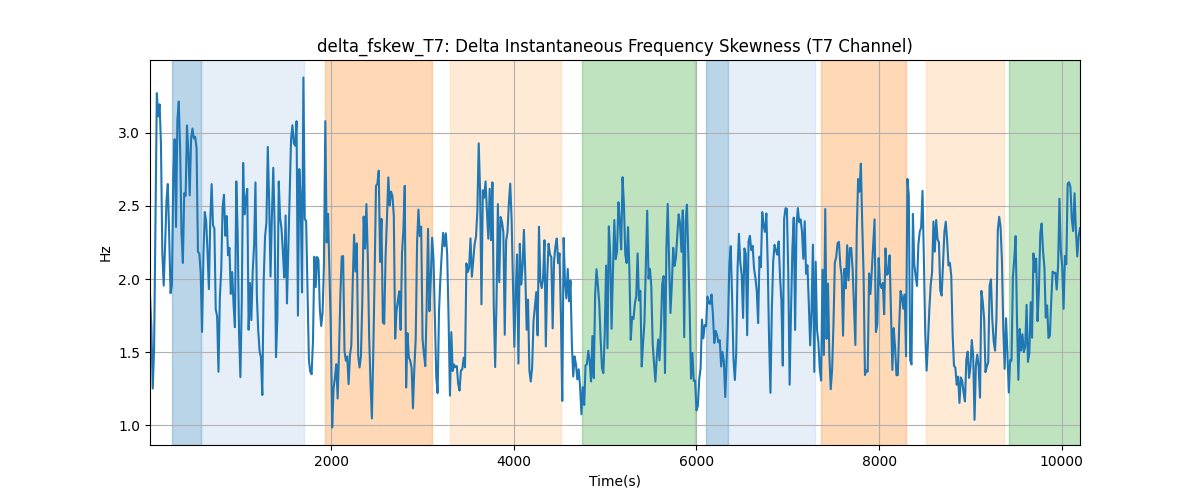 delta_fskew_T7: Delta Instantaneous Frequency Skewness (T7 Channel)
3.0
2.5
2.0
1.5
1.0
Hz
2000 4000 6000 8000 10000
Time(s)